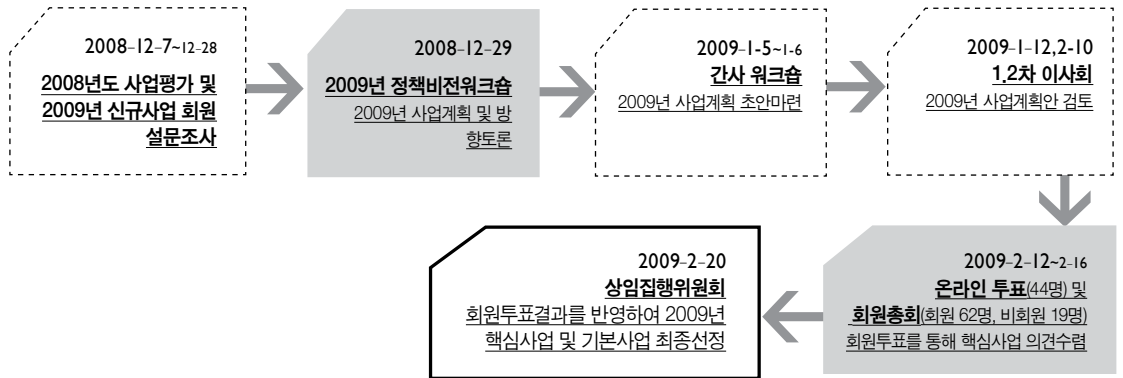 2008-12-7~12-28
2008년도 사업평가 및
2009년 신규사업 회원
설문조사
2008-12-29
2009년 정책비전워크숍
2009년 사업계획 및 방
향토론
2009-1-5~1-6
간사 워크숍
2009년 사업계획 초안마련
2009-1-12,2-10
1,2차 이사회
2009년 사업계획안 검토
2009-2-12~2-16
온라인 투표(44명) 및
회원총회(회원 62명, 비회원 19명)
회원투표를 통해 핵심사업 의견수렴
2009-2-20
상임집행위원회
회원투표결과를 반영하여 2009년
핵심사업 및 기본사업 최종선정